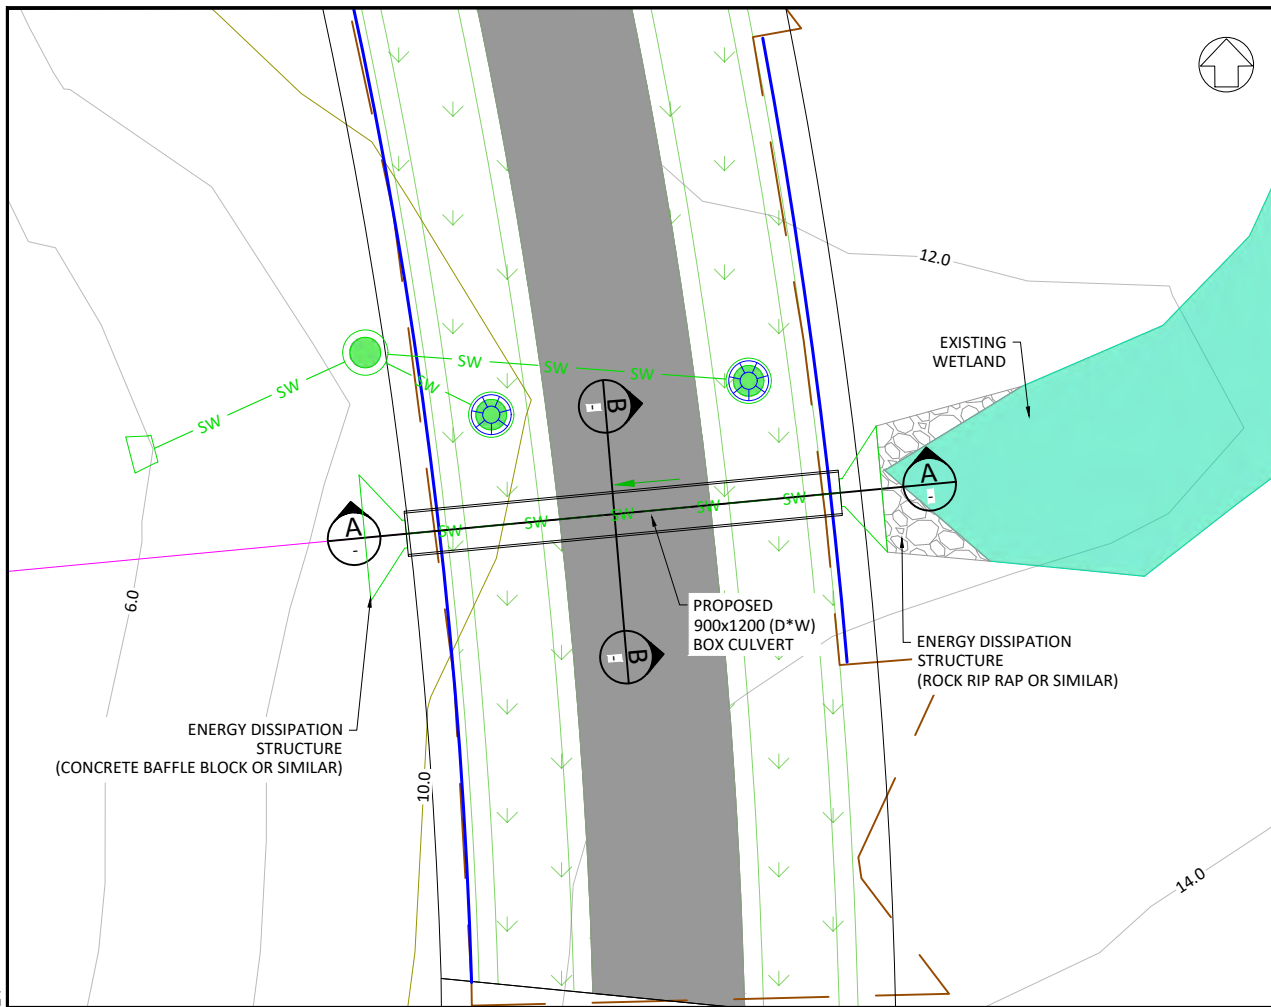 12.0
EXISTING
WETLAND
SW
SW
SW
SW
SW
SW
B
-
A
-
A
-
SW
SW
SW
SW
SW
6.0
PROPOSED
900x1200 (D*W)
BOX CULVERT
B
-
ENERGY DISSIPATION
STRUCTURE
(ROCK RIP RAP OR SIMILAR)
ENERGY DISSIPATION
STRUCTURE
(CONCRETE BAFFLE BLOCK OR SIMILAR)
10.0
14.0